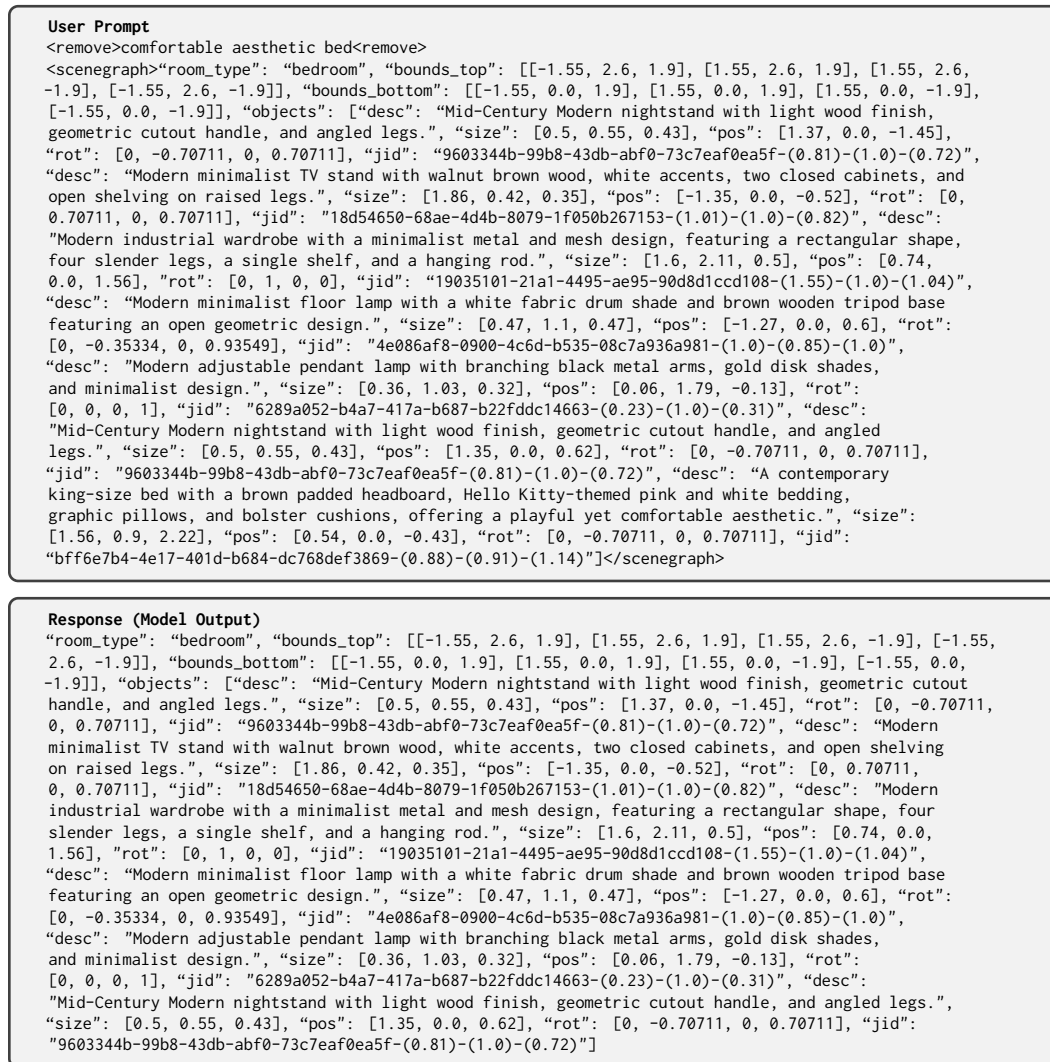 User Prompt
<remove>comfortable aesthetic bed<remove>
<scenegraph>“room_type”: “bedroom”, “bounds_top”: [[-1.55, 2.6, 1.9], [1.55, 2.6, 1.9], [1.55, 2.6,
-1.9], [-1.55, 2.6, -1.9]], “bounds_bottom”: [[-1.55, 0.0, 1.9], [1.55, 0.0, 1.9], [1.55, 0.0, -1.9],
[-1.55, 0.0, -1.9]], “objects”: [“desc”: “Mid-Century Modern nightstand with light wood finish,
geometric cutout handle, and angled legs.”, “size”: [0.5, 0.55, 0.43], “pos”: [1.37, 0.0, -1.45],
“rot”: [0, -0.70711, 0, 0.70711], “jid”: “9603344b-99b8-43db-abf0-73c7eaf0ea5f-(0.81)-(1.0)-(0.72)”,
“desc”: “Modern minimalist TV stand with walnut brown wood, white accents, two closed cabinets, and
open shelving on raised legs.”, “size”: [1.86, 0.42, 0.35], “pos”: [-1.35, 0.0, -0.52], “rot”: [0,
0.70711, 0, 0.70711], “jid”: "18d54650-68ae-4d4b-8079-1f050b267153-(1.01)-(1.0)-(0.82)”, “desc”:
"Modern industrial wardrobe with a minimalist metal and mesh design, featuring a rectangular shape,
four slender legs, a single shelf, and a hanging rod.”, “size”: [1.6, 2.11, 0.5], “pos”: [0.74,
0.0, 1.56], "rot”: [0, 1, 0, 0], “jid”: “19035101-21a1-4495-ae95-90d8d1ccd108-(1.55)-(1.0)-(1.04)”,
“desc”: “Modern minimalist floor lamp with a white fabric drum shade and brown wooden tripod base
featuring an open geometric design.”, “size”: [0.47, 1.1, 0.47], “pos”: [-1.27, 0.0, 0.6], “rot”:
[0, -0.35334, 0, 0.93549], “jid”: "4e086af8-0900-4c6d-b535-08c7a936a981-(1.0)-(0.85)-(1.0)”,
“desc”: "Modern adjustable pendant lamp with branching black metal arms, gold disk shades,
and minimalist design.”, “size”: [0.36, 1.03, 0.32], “pos”: [0.06, 1.79, -0.13], “rot”:
[0, 0, 0, 1], “jid”: "6289a052-b4a7-417a-b687-b22fddc14663-(0.23)-(1.0)-(0.31)”, “desc”:
"Mid-Century Modern nightstand with light wood finish, geometric cutout handle, and angled
legs.”, “size”: [0.5, 0.55, 0.43], “pos”: [1.35, 0.0, 0.62], “rot”: [0, -0.70711, 0, 0.70711],
“jid”: "9603344b-99b8-43db-abf0-73c7eaf0ea5f-(0.81)-(1.0)-(0.72)”, “desc”: “A contemporary
king-size bed with a brown padded headboard, Hello Kitty-themed pink and white bedding,
graphic pillows, and bolster cushions, offering a playful yet comfortable aesthetic.”, “size”:
[1.56, 0.9, 2.22], “pos”: [0.54, 0.0, -0.43], “rot”: [0, -0.70711, 0, 0.70711], “jid”:
“bff6e7b4-4e17-401d-b684-dc768def3869-(0.88)-(0.91)-(1.14)”]</scenegraph>
Response (Model Output)
“room_type”: “bedroom”, “bounds_top”: [[-1.55, 2.6, 1.9], [1.55, 2.6, 1.9], [1.55, 2.6, -1.9], [-1.55,
2.6, -1.9]], “bounds_bottom”: [[-1.55, 0.0, 1.9], [1.55, 0.0, 1.9], [1.55, 0.0, -1.9], [-1.55, 0.0,
-1.9]], “objects”: [“desc”: “Mid-Century Modern nightstand with light wood finish, geometric cutout
handle, and angled legs.”, “size”: [0.5, 0.55, 0.43], “pos”: [1.37, 0.0, -1.45], “rot”: [0, -0.70711,
0, 0.70711], “jid”: “9603344b-99b8-43db-abf0-73c7eaf0ea5f-(0.81)-(1.0)-(0.72)”, “desc”: “Modern
minimalist TV stand with walnut brown wood, white accents, two closed cabinets, and open shelving
on raised legs.”, “size”: [1.86, 0.42, 0.35], “pos”: [-1.35, 0.0, -0.52], “rot”: [0, 0.70711,
0, 0.70711], “jid”: "18d54650-68ae-4d4b-8079-1f050b267153-(1.01)-(1.0)-(0.82)”, “desc”: "Modern
industrial wardrobe with a minimalist metal and mesh design, featuring a rectangular shape, four
slender legs, a single shelf, and a hanging rod.”, “size”: [1.6, 2.11, 0.5], “pos”: [0.74, 0.0,
1.56], "rot”: [0, 1, 0, 0], “jid”: “19035101-21a1-4495-ae95-90d8d1ccd108-(1.55)-(1.0)-(1.04)”,
“desc”: “Modern minimalist floor lamp with a white fabric drum shade and brown wooden tripod base
featuring an open geometric design.”, “size”: [0.47, 1.1, 0.47], “pos”: [-1.27, 0.0, 0.6], “rot”:
[0, -0.35334, 0, 0.93549], “jid”: "4e086af8-0900-4c6d-b535-08c7a936a981-(1.0)-(0.85)-(1.0)”,
“desc”: "Modern adjustable pendant lamp with branching black metal arms, gold disk shades,
and minimalist design.”, “size”: [0.36, 1.03, 0.32], “pos”: [0.06, 1.79, -0.13], “rot”:
[0, 0, 0, 1], “jid”: "6289a052-b4a7-417a-b687-b22fddc14663-(0.23)-(1.0)-(0.31)”, “desc”:
"Mid-Century Modern nightstand with light wood finish, geometric cutout handle, and angled legs.”,
“size”: [0.5, 0.55, 0.43], “pos”: [1.35, 0.0, 0.62], “rot”: [0, -0.70711, 0, 0.70711], “jid”:
"9603344b-99b8-43db-abf0-73c7eaf0ea5f-(0.81)-(1.0)-(0.72)”]